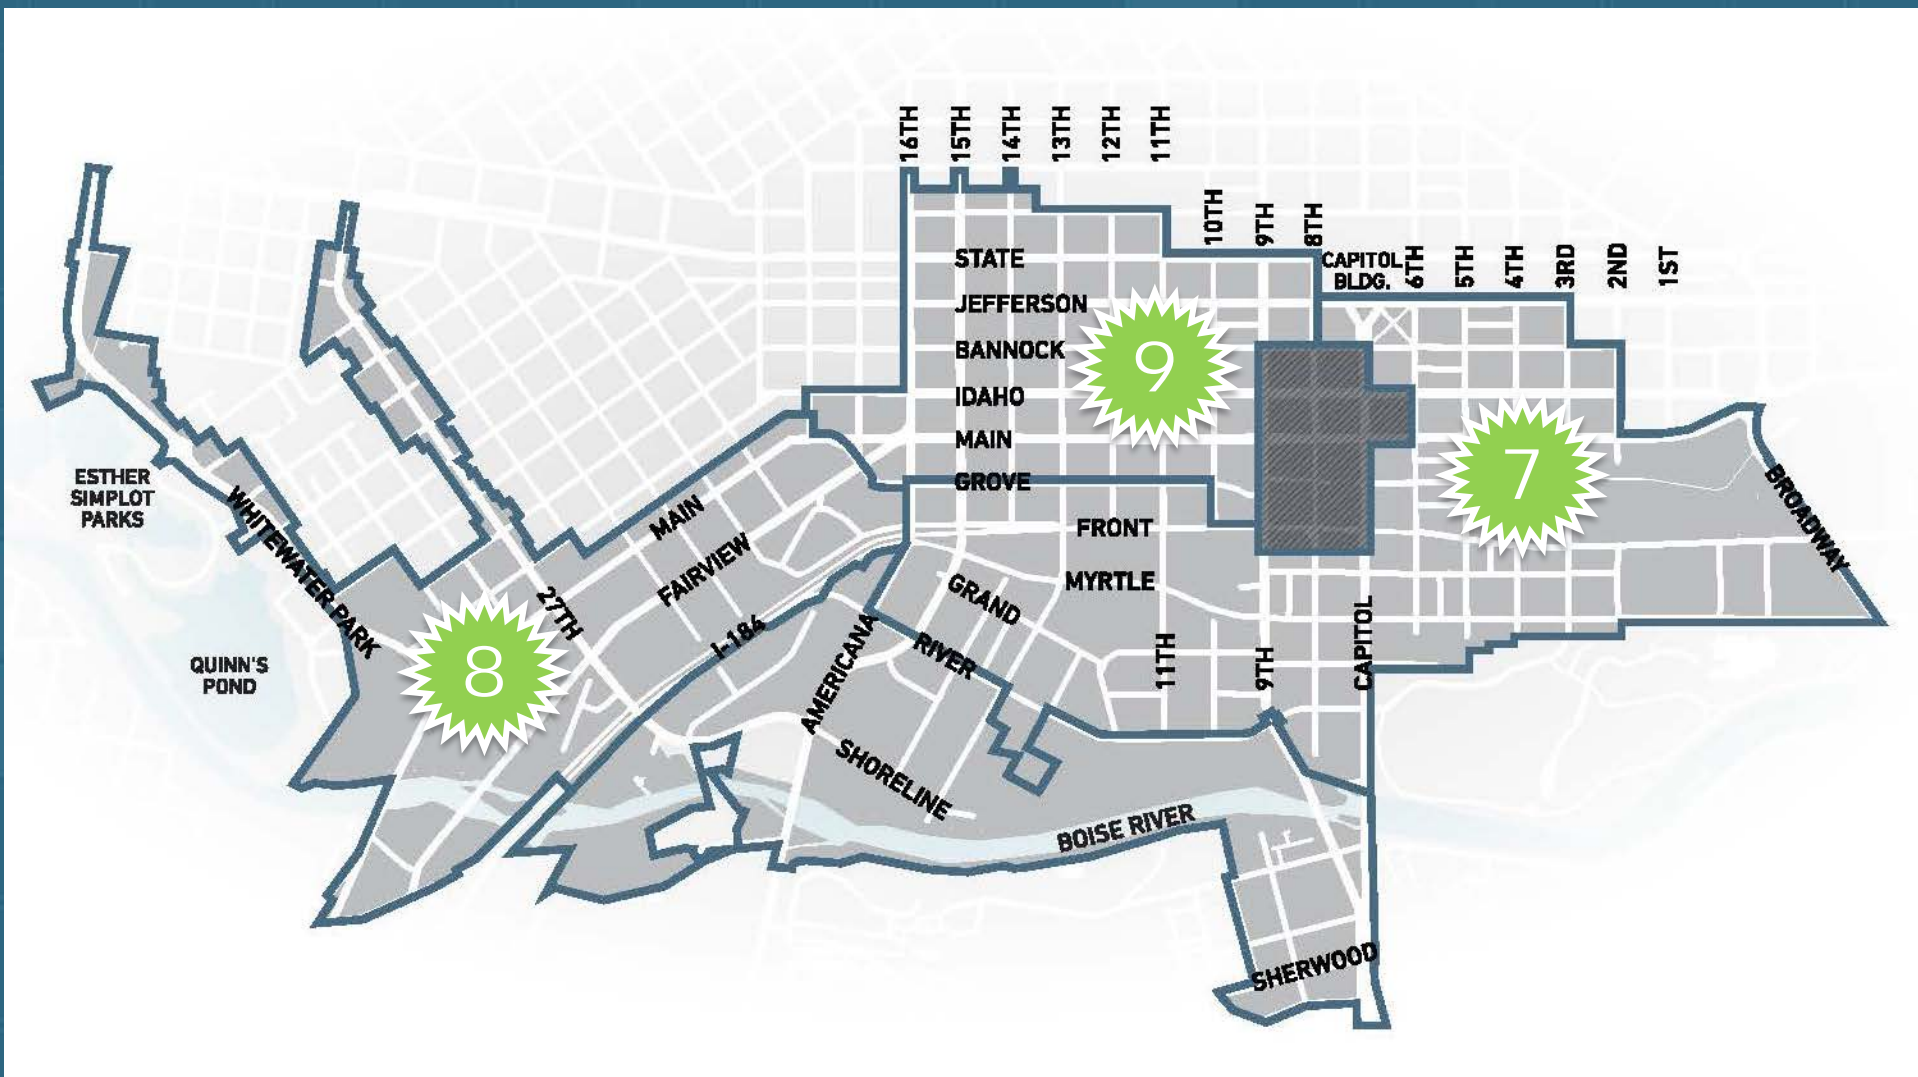 16TH
15TH
14TH
13TH
12TH
11TH
10TH
9TH
8TH
CAPITOL
BLDG.
6TH
5TH
4TH
3RD
2ND
1ST
STATE
JEFFERSON
BANNOCK
IDAHO
MAIN
GROVE
9
7
ESTHER
SIMPLOT
PARKS
WHITEWATER PARK
MAIN
FAIRVIEW
FRONT
MYRTLE
BROADWAY
27TH
I-184
GRAND
RIVER
AMERICANA
11TH
9TH
CAPITOL
8
QUINN'S
POND
SHORELINE
BOISE RIVER
SHERWOOD